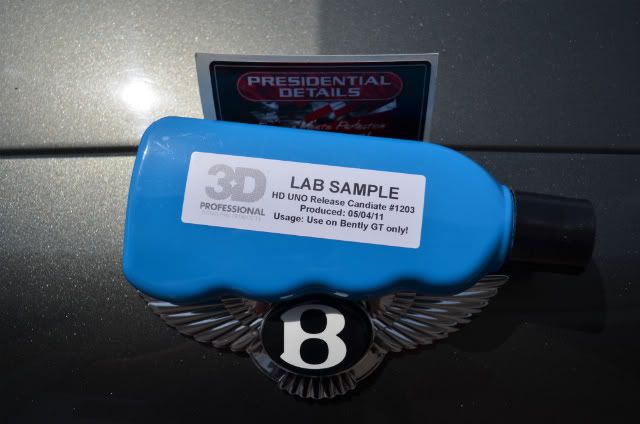 PRESIDENTIAL
DETAILS
Perfection
3D
PROFESSIONAL
LAB SAMPLE
HD UNO Release Candiate #1203
Produced: 05/04/11
Usage: Use on Bently GT only!
B